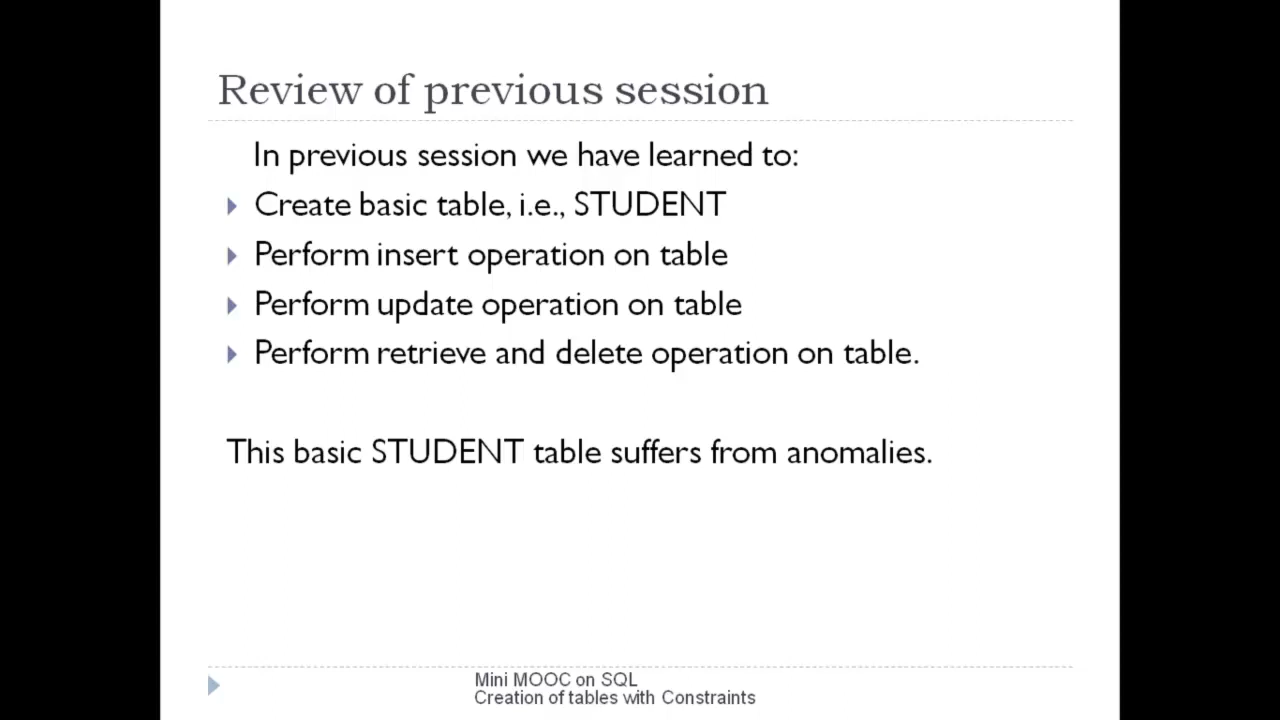 Review of previous session
In previous session we have learned to:
Create basic table, i.e., STUDENT
Perform insert operation on table
Perform update operation on table
Perform retrieve and delete operation on table.
This basic STUDENT table suffers from anomalies.
Mini MOOC on SQL
Creation of tables with Constraints